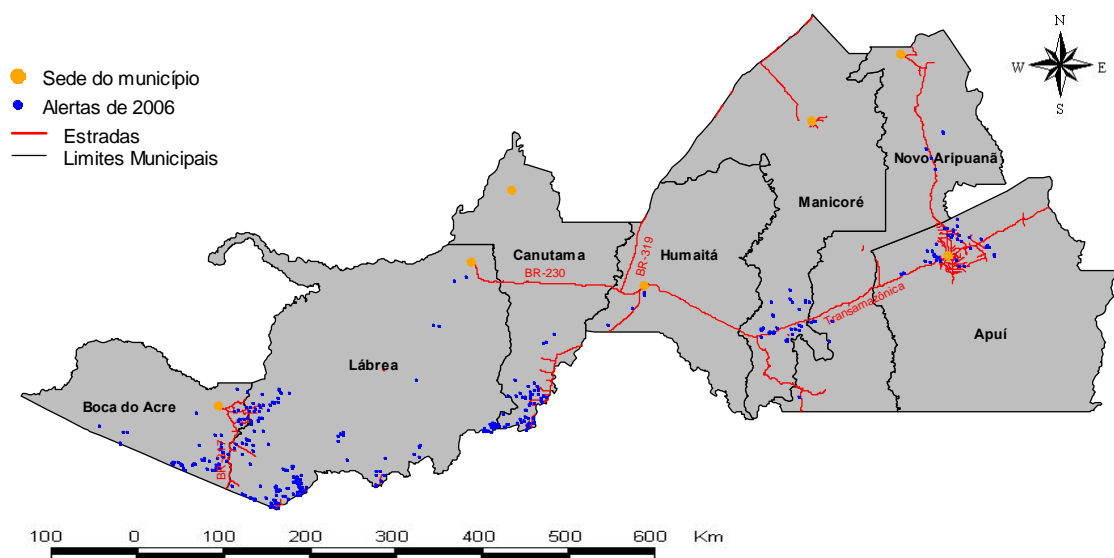 N
W
E
S
Sede do município
Alertas de 2006
Estradas
Limites Municipais
Novo Aripuanã
Manicoré
Canutama
BR-230
BR-319
Humaitá
Transamazônica
Apuí
Lábrea
Boca do Acre
100 0 100 200 300 400 500 600 Km